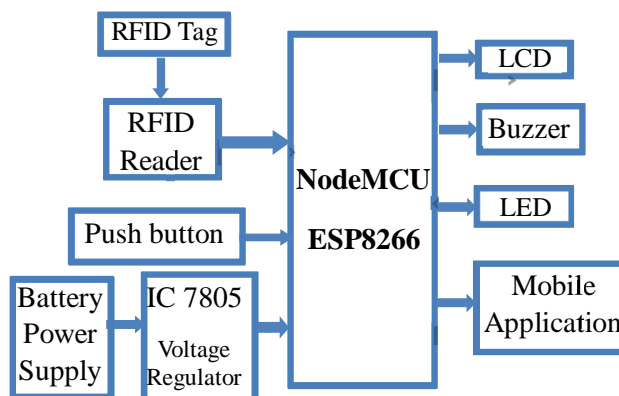 RFID Tag
RFID
Reader
Push button
Battery
Power
Supply
IC 7805
Voltage
Regulator
NodeMCU
ESP8266
LCD
Buzzer
LED
Mobile
Application